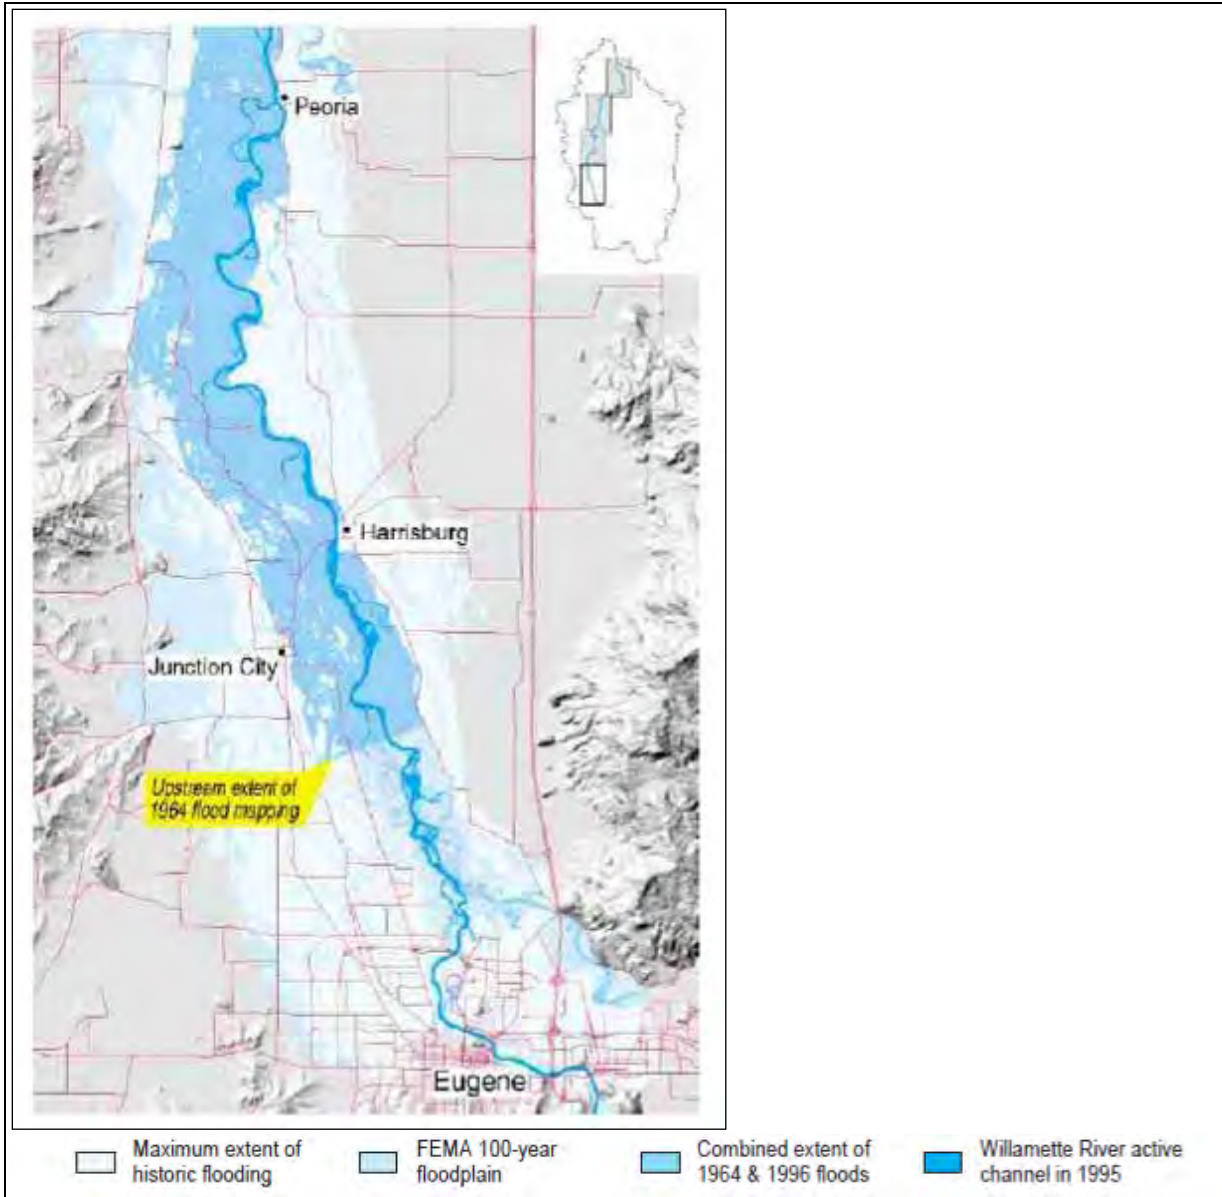 Peoria
Harrisburg
Junction City
Upstream extent of
1964 flood mapping
Eugene
Maximum extent of
historic flooding
FEMA 100-year
floodplain
Combined extent of
1964 & 1996 floods
Willamette River active
channel in 1995